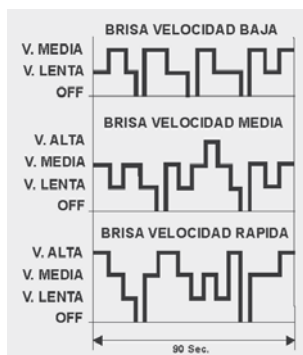 BRISA VELOCIDAD BAJA
V. MEDIA
V. LENTA
OFF
BRISA VELOCIDAD MEDIA
V. ALTA
V. MEDIA
V. LENTA
OFF
BRISA VELOCIDAD RAPIDA
V. ALTA
V. MEDIA
V. LENTA
OFF
90 Sec.